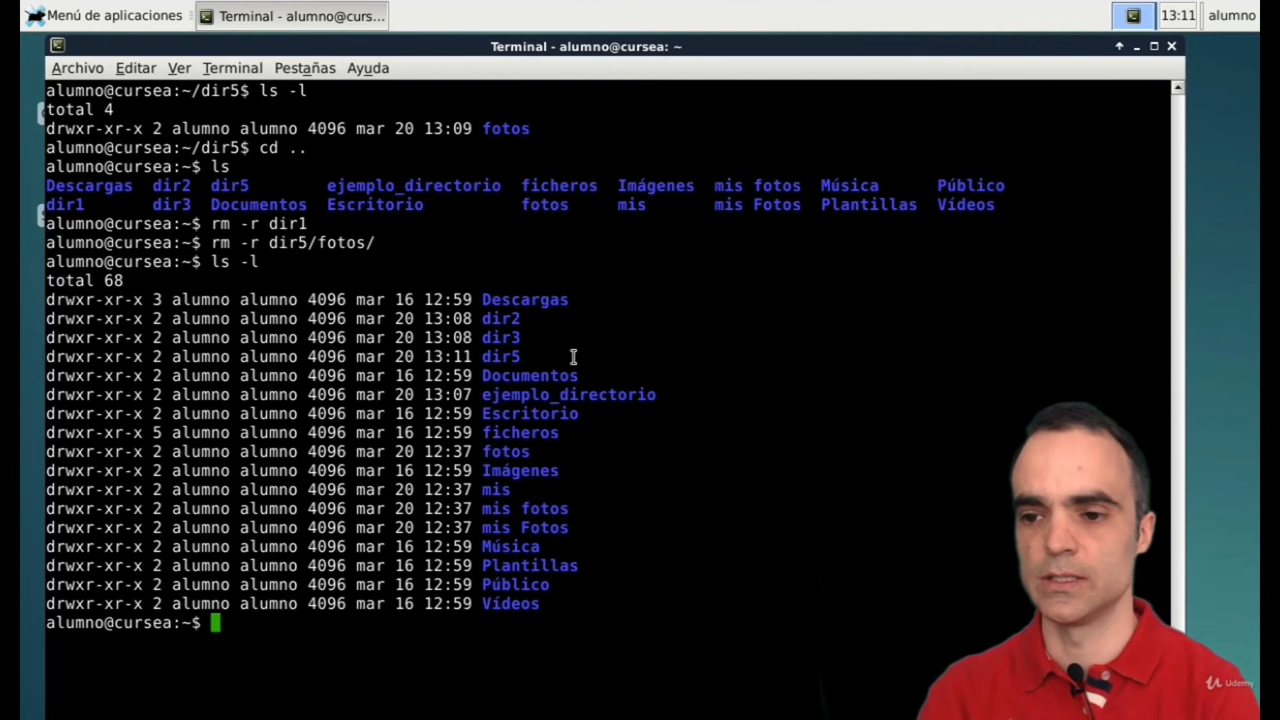 Menú de aplicaciones
Terminal - alumno@curs...
13:11
alumno
Terminal - alumno@cursea: ~
Archivo Editar Ver Terminal Pestañas Ayuda
alumno@cursea:~/dir5$ ls -l
total 4
drwxr-xr-x 2 alumno alumno 4096 mar 20 13:09 fotos
alumno@cursea:~/dir5$ cd ..
alumno@cursea:~$ ls
Descargas dir2 dir5 ejemplo_directorio ficheros Imágenes mis fotos Música Público
dir1 dir3 Documentos Escritorio fotos mis mis Fotos Plantillas Vídeos
alumno@cursea:~$ rm -r dir1
alumno@cursea:~$ rm -r dir5/fotos/
alumno@cursea:~$ ls -l
total 68
drwxr-xr-x 3 alumno alumno 4096 mar 16 12:59 Descargas
drwxr-xr-x 2 alumno alumno 4096 mar 20 13:08 dir2
drwxr-xr-x 2 alumno alumno 4096 mar 20 13:08 dir3
drwxr-xr-x 2 alumno alumno 4096 mar 20 13:11 dir5
drwxr-xr-x 2 alumno alumno 4096 mar 16 12:59 Documentos
drwxr-xr-x 2 alumno alumno 4096 mar 20 13:07 ejemplo_directorio
drwxr-xr-x 2 alumno alumno 4096 mar 16 12:59 Escritorio
drwxr-xr-x 5 alumno alumno 4096 mar 16 12:59 ficheros
drwxr-xr-x 2 alumno alumno 4096 mar 20 12:37 fotos
drwxr-xr-x 2 alumno alumno 4096 mar 16 12:59 Imágenes
drwxr-xr-x 2 alumno alumno 4096 mar 20 12:37 mis
drwxr-xr-x 2 alumno alumno 4096 mar 20 12:37 mis fotos
drwxr-xr-x 2 alumno alumno 4096 mar 20 12:37 mis Fotos
drwxr-xr-x 2 alumno alumno 4096 mar 16 12:59 Música
drwxr-xr-x 2 alumno alumno 4096 mar 16 12:59 Plantillas
drwxr-xr-x 2 alumno alumno 4096 mar 16 12:59 Público
drwxr-xr-x 2 alumno alumno 4096 mar 16 12:59 Vídeos
alumno@cursea:~$
Udemy